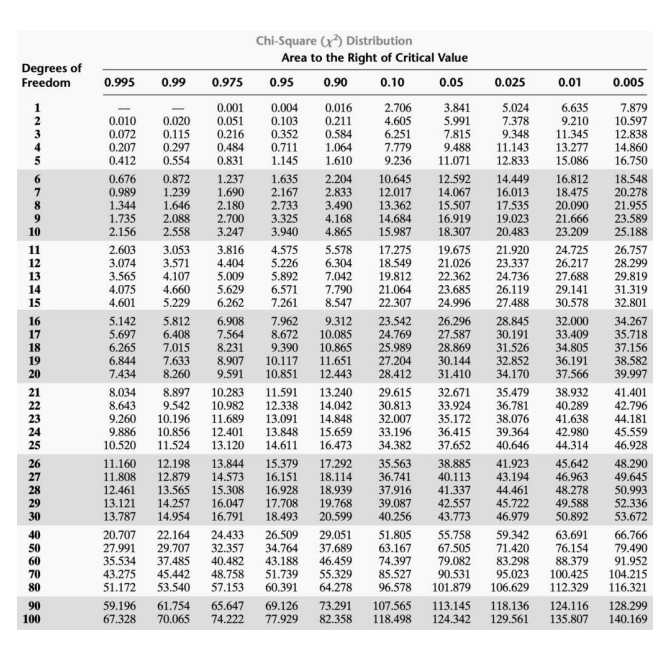 Chi-Square (χ²) Distribution
Area to the Right of Critical Value
Degrees of
Freedom 0.995 0.99 0.975 0.95 0.90 0.10 0.05 0.025 0.01 0.005
1 — — 0.001 0.004 0.016 2.706 3.841 5.024 6.635 7.879
2 0.010 0.020 0.051 0.103 0.211 4.605 5.991 7.378 9.210 10.597
3 0.072 0.115 0.216 0.352 0.584 6.251 7.815 9.348 11.345 12.838
4 0.207 0.297 0.484 0.711 1.064 7.779 9.488 11.143 13.277 14.860
5 0.412 0.554 0.831 1.145 1.610 9.236 11.071 12.833 15.086 16.750
6 0.676 0.872 1.237 1.635 2.204 10.645 12.592 14.449 16.812 18.548
7 0.989 1.239 1.690 2.167 2.833 12.017 14.067 16.013 18.475 20.278
8 1.344 1.646 2.180 2.733 3.490 13.362 15.507 17.535 20.090 21.955
9 1.735 2.088 2.700 3.325 4.168 14.684 16.919 19.023 21.666 23.589
10 2.156 2.558 3.247 3.940 4.865 15.987 18.307 20.483 23.209 25.188
11 2.603 3.053 3.816 4.575 5.578 17.275 19.675 21.920 24.725 26.757
12 3.074 3.571 4.404 5.226 6.304 18.549 21.026 23.337 26.217 28.299
13 3.565 4.107 5.009 5.892 7.042 19.812 22.362 24.736 27.688 29.819
14 4.075 4.660 5.629 6.571 7.790 21.064 23.685 26.119 29.141 31.319
15 4.601 5.229 6.262 7.261 8.547 22.307 24.996 27.488 30.578 32.801
16 5.142 5.812 6.908 7.962 9.312 23.542 26.296 28.845 32.000 34.267
17 5.697 6.408 7.564 8.672 10.085 24.769 27.587 30.191 33.409 35.718
18 6.265 7.015 8.231 9.390 10.865 25.989 28.869 31.526 34.805 37.156
19 6.844 7.633 8.907 10.117 11.651 27.204 30.144 32.852 36.191 38.582
20 7.434 8.260 9.591 10.851 12.443 28.412 31.410 34.170 37.566 39.997
21 8.034 8.897 10.283 11.591 13.240 29.615 32.671 35.479 38.932 41.401
22 8.643 9.542 10.982 12.338 14.042 30.813 33.924 36.781 40.289 42.796
23 9.260 10.196 11.689 13.091 14.848 32.007 35.172 38.076 41.638 44.181
24 9.886 10.856 12.401 13.848 15.659 33.196 36.415 39.364 42.980 45.559
25 10.520 11.524 13.120 14.611 16.473 34.382 37.652 40.646 44.314 46.928
26 11.160 12.198 13.844 15.379 17.292 35.563 38.885 41.923 45.642 48.290
27 11.808 12.879 14.573 16.151 18.114 36.741 40.113 43.194 46.963 49.645
28 12.461 13.565 15.308 16.928 18.939 37.916 41.337 44.461 48.278 50.993
29 13.121 14.257 16.047 17.708 19.768 39.087 42.557 45.722 49.588 52.336
30 13.787 14.954 16.791 18.493 20.599 40.256 43.773 46.979 50.892 53.672
40 20.707 22.164 24.433 26.509 29.051 51.805 55.758 59.342 63.691 66.766
50 27.991 29.707 32.357 34.764 37.689 63.167 67.505 71.420 76.154 79.490
60 35.534 37.485 40.482 43.188 46.459 74.397 79.082 83.298 88.379 91.952
70 43.275 45.442 48.758 51.739 55.329 85.527 90.531 95.023 100.425 104.215
80 51.172 53.540 57.153 60.391 64.278 96.578 101.879 106.629 112.329 116.321
90 59.196 61.754 65.647 69.126 73.291 107.565 113.145 118.136 124.116 128.299
100 67.328 70.065 74.222 77.929 82.358 118.498 124.342 129.561 135.807 140.169